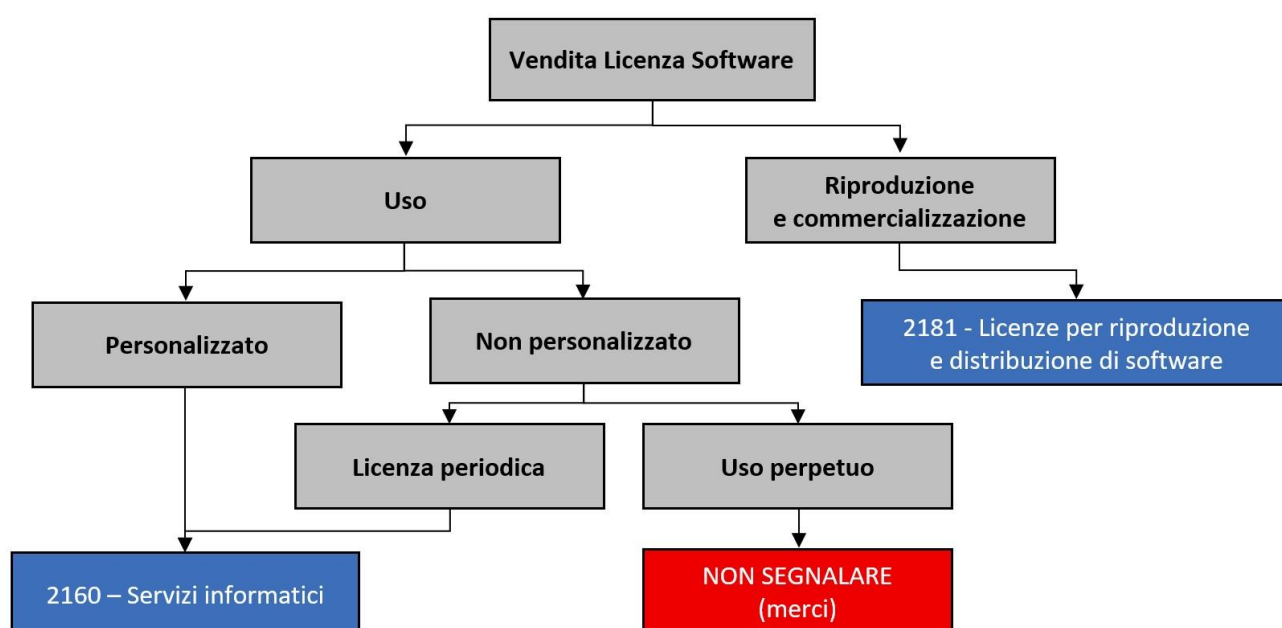 Vendita Licenza Software
Uso
Riproduzione
e commercializzazione
Personalizzato
Non personalizzato
2181 - Licenze per riproduzione
e distribuzione di software
Licenza periodica
Uso perpetuo
2160 – Servizi informatici
NON SEGNALARE
(merci)